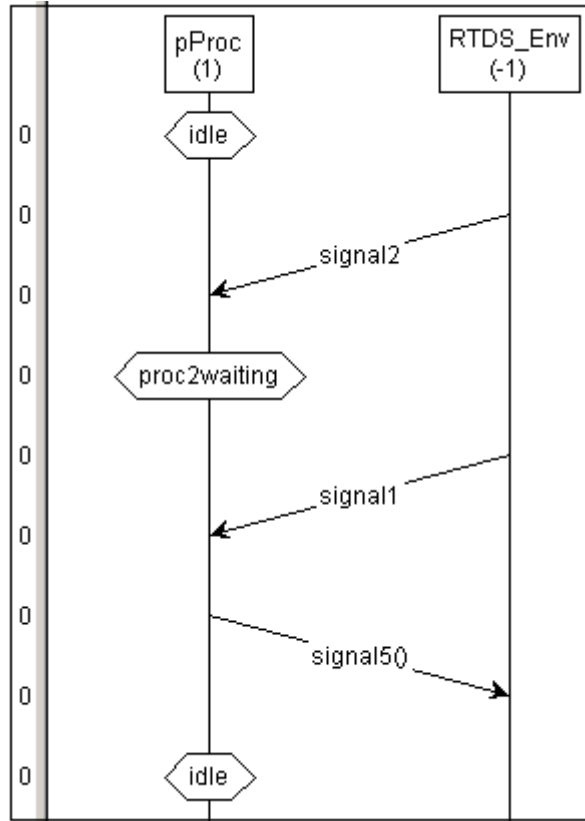 pProc
(1)
RTDS_Env
(-1)
0
idle
0
signal2
0
0
proc2waiting
0
signal1
0
0
signal5()
0
0
idle